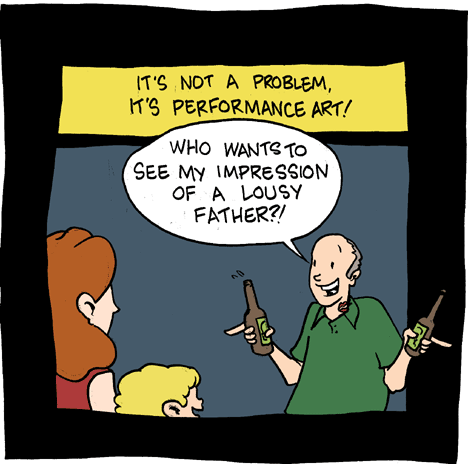 IT'S NOT A PROBLEM,
IT'S PERFORMANCE ART!
WHO WANTS TO
SEE MY IMPRESSION
OF A LOUSY
FATHER?!